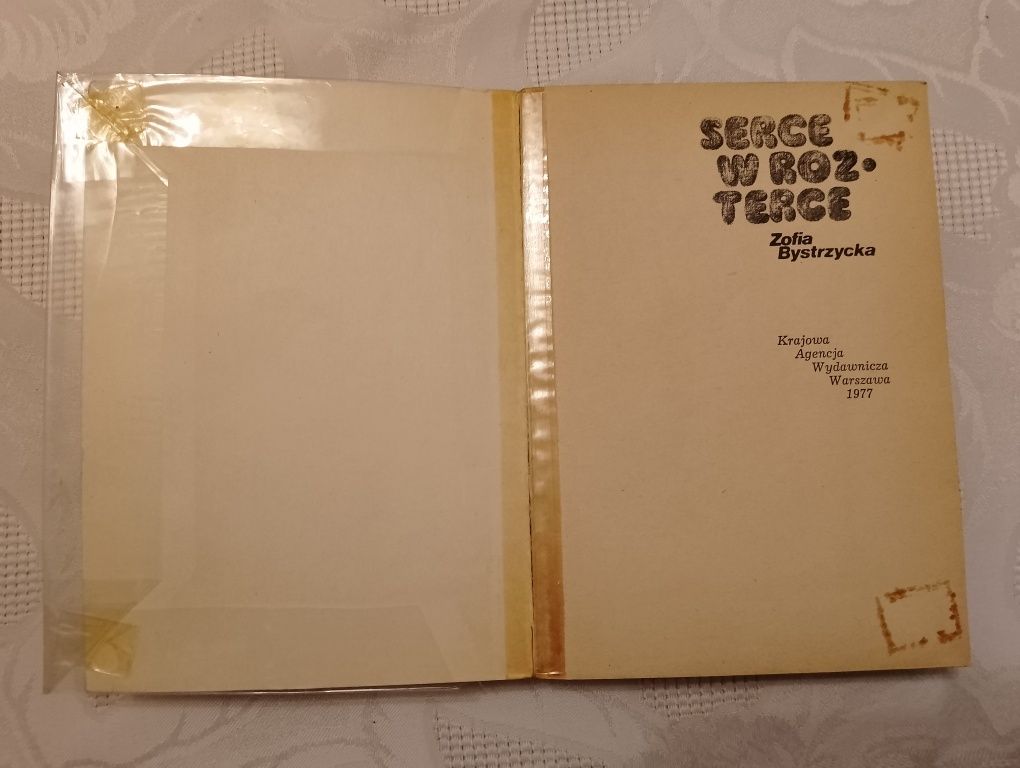 SERCE
W ROZ•
TERCE
Zofia
Bystrzycka
Krajowa
Agencja
Wydawnicza
Warszawa
1977